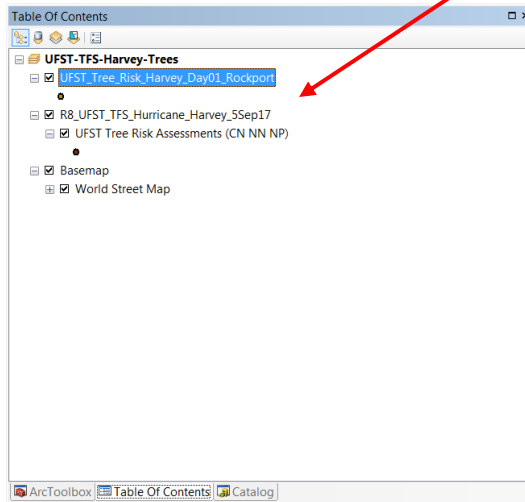 Table Of Contents
UFST-TFS-Harvey-Trees
UFST_Tree_Risk_Harvey_Day01_Rockport
R8_UFST_TFS_Hurricane_Harvey_5Sep17
UFST Tree Risk Assessments (CN NN NP)
Basemap
World Street Map
ArcToolbox Table Of Contents Catalog